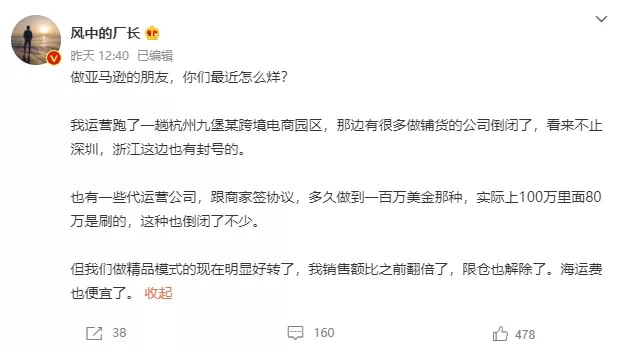 风中的厂长
昨天 12:40 已编辑
做亚马逊的朋友，你们最近怎么样？
我运营跑了一趟杭州九堡某跨境电商园区，那边有很多做铺货的公司倒闭了，看来不止
深圳，浙江这边也有封号的。
也有一些代运营公司，跟商家签协议，多久做到一百万美金那种，实际上100万里面80
万是刷的，这种也倒闭了不少。
但我们做精品模式的现在明显好转了，我销售额比之前翻倍了，限仓也解除了。海运费
也便宜了。 收起
38 160 478